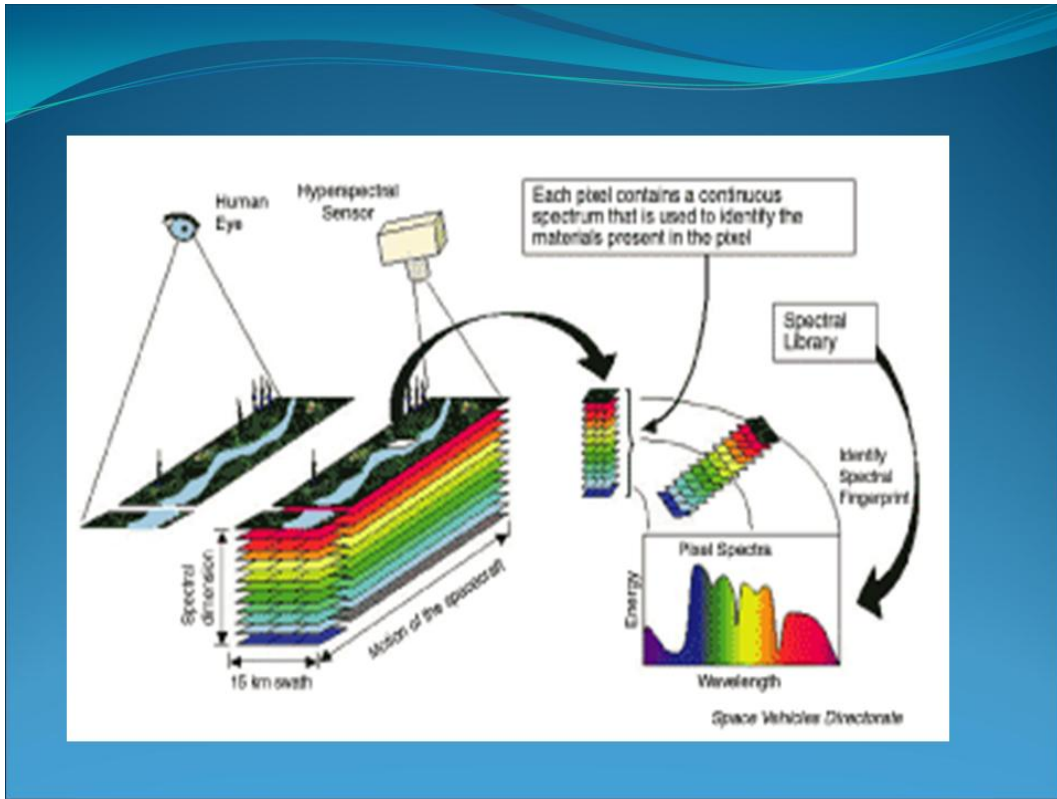 Human
Eye
Hyperspectral
Sensor
Each pixel contains a continuous
spectrum that is used to identify the
materials present in the pixel
Spectral
Library
Identify
Spectral
Fingerprint
Spectral
dimension
Motion of the spacecraft
15 km swath
Pixel Spectra
Energy
Wavelength
Space Vehicles Directorate